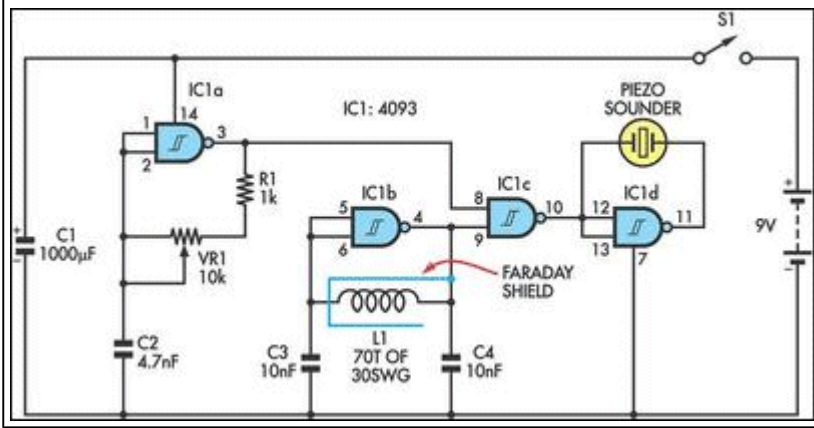 S1
IC1a
14
1
2
3
IC1: 4093
PIEZO
SOUNDER
R1
1k
IC1b
5
6
4
IC1c
8
9
10
IC1d
12
13
11
7
+
C1
1000µF
-
VR1
10k
FARADAY
SHIELD
+
9V
-
C2
4.7nF
C3
10nF
L1
70T OF
30SWG
C4
10nF